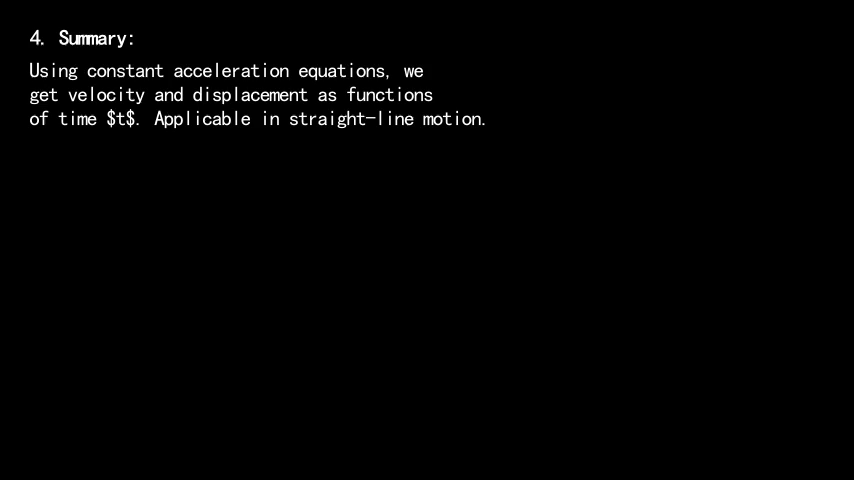 4. Summary:
Using constant acceleration equations, we
get velocity and displacement as functions
of time $t$. Applicable in straight-line motion.